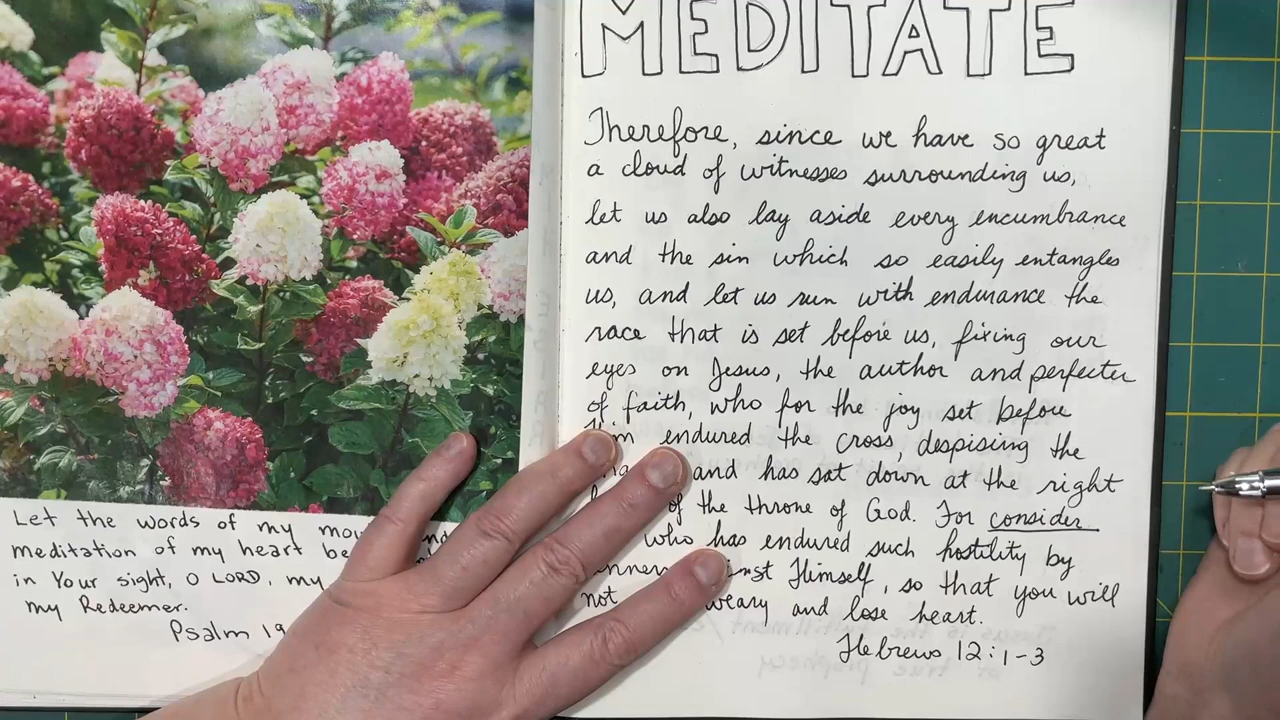 Let the words of my
meditation of my heart be
in Your sight, O LORD, my
my Redeemer.
Psalm
MEDITATE
Therefore, since we have so great
a cloud of witnesses surrounding us,
let us also lay aside every encumbrance
and the sin which so easily entangles
us, and let us run with endurance the
race that is set before us, fixing our
eyes on Jesus, the author and perfecter
of faith, who for the joy set before
Him endured the cross, despising the
and has sat down at the right
of the throne of God. For consider
who has endured such hostility by
Himself, so that you will
not weary and lose heart.
Hebrews 12:1-3